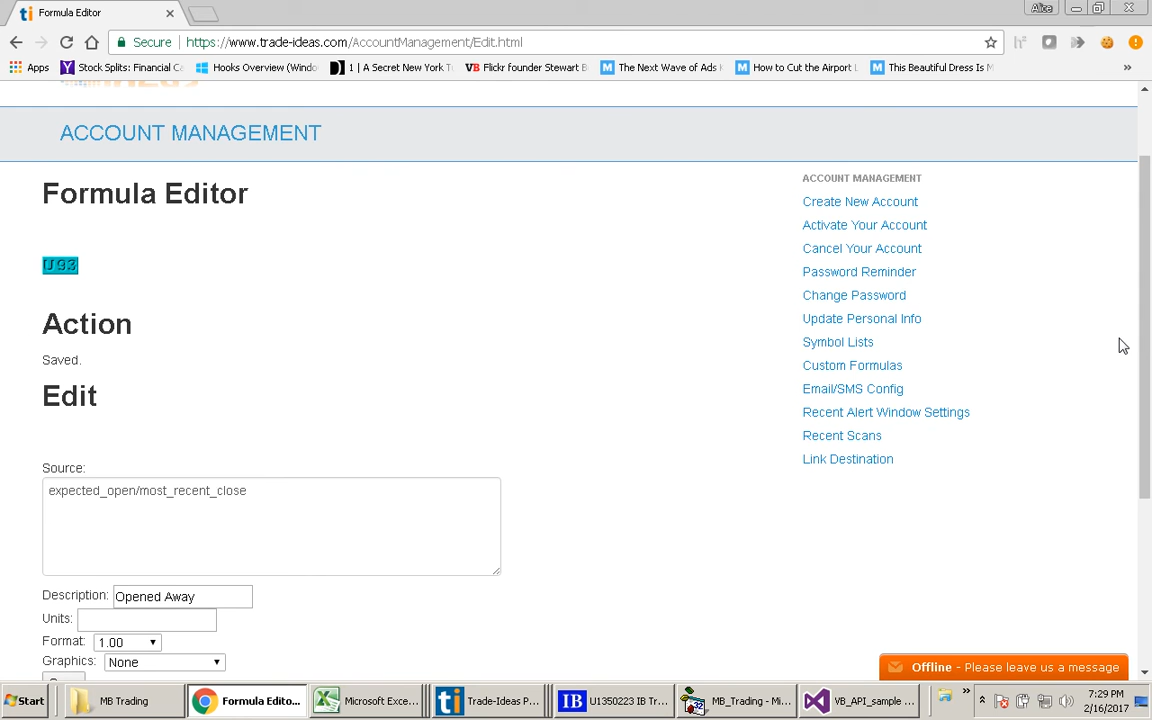 Formula Editor
Alice
Secure
https://www.trade-ideas.com/AccountManagement/Edit.html
Apps
Stock Splits: Financial Ca
Hooks Overview (Windo
1 | A Secret New York T
Flickr founder Stewart B
The Next Wave of Ads
How to Cut the Airport L
This Beautiful Dress Is M
ACCOUNT MANAGEMENT
Formula Editor
U93
Action
Saved.
Edit
Source:
expected_open/most_recent_close
Description: Opened Away
Units:
Format: 1.00
Graphics: None
ACCOUNT MANAGEMENT
Create New Account
Activate Your Account
Cancel Your Account
Password Reminder
Change Password
Update Personal Info
Symbol Lists
Custom Formulas
Email/SMS Config
Recent Alert Window Settings
Recent Scans
Link Destination
Offline - Please leave us a message
Start
MB Trading
Formula Edito...
Microsoft Exce...
Trade-Ideas P...
U1350223 IB Tr...
MB_Trading - Mi...
VB_API_sample ...
7:29 PM
2/16/2017